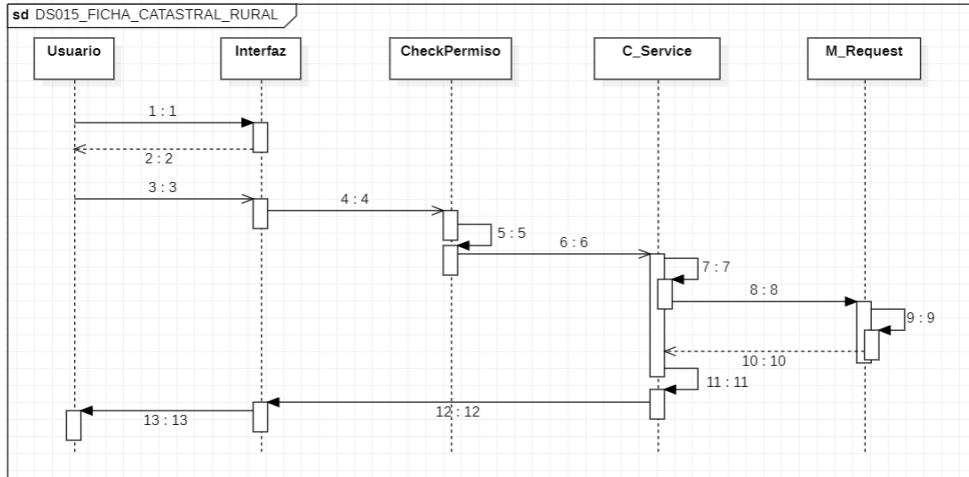 sd DS015_FICHA_CATASTRAL_RURAL
Usuario
Interfaz
CheckPermiso
C_Service
M_Request
1 : 1
2 : 2
3 : 3
4 : 4
5 : 5
6 : 6
7 : 7
8 : 8
9 : 9
10 : 10
11 : 11
12 : 12
13 : 13